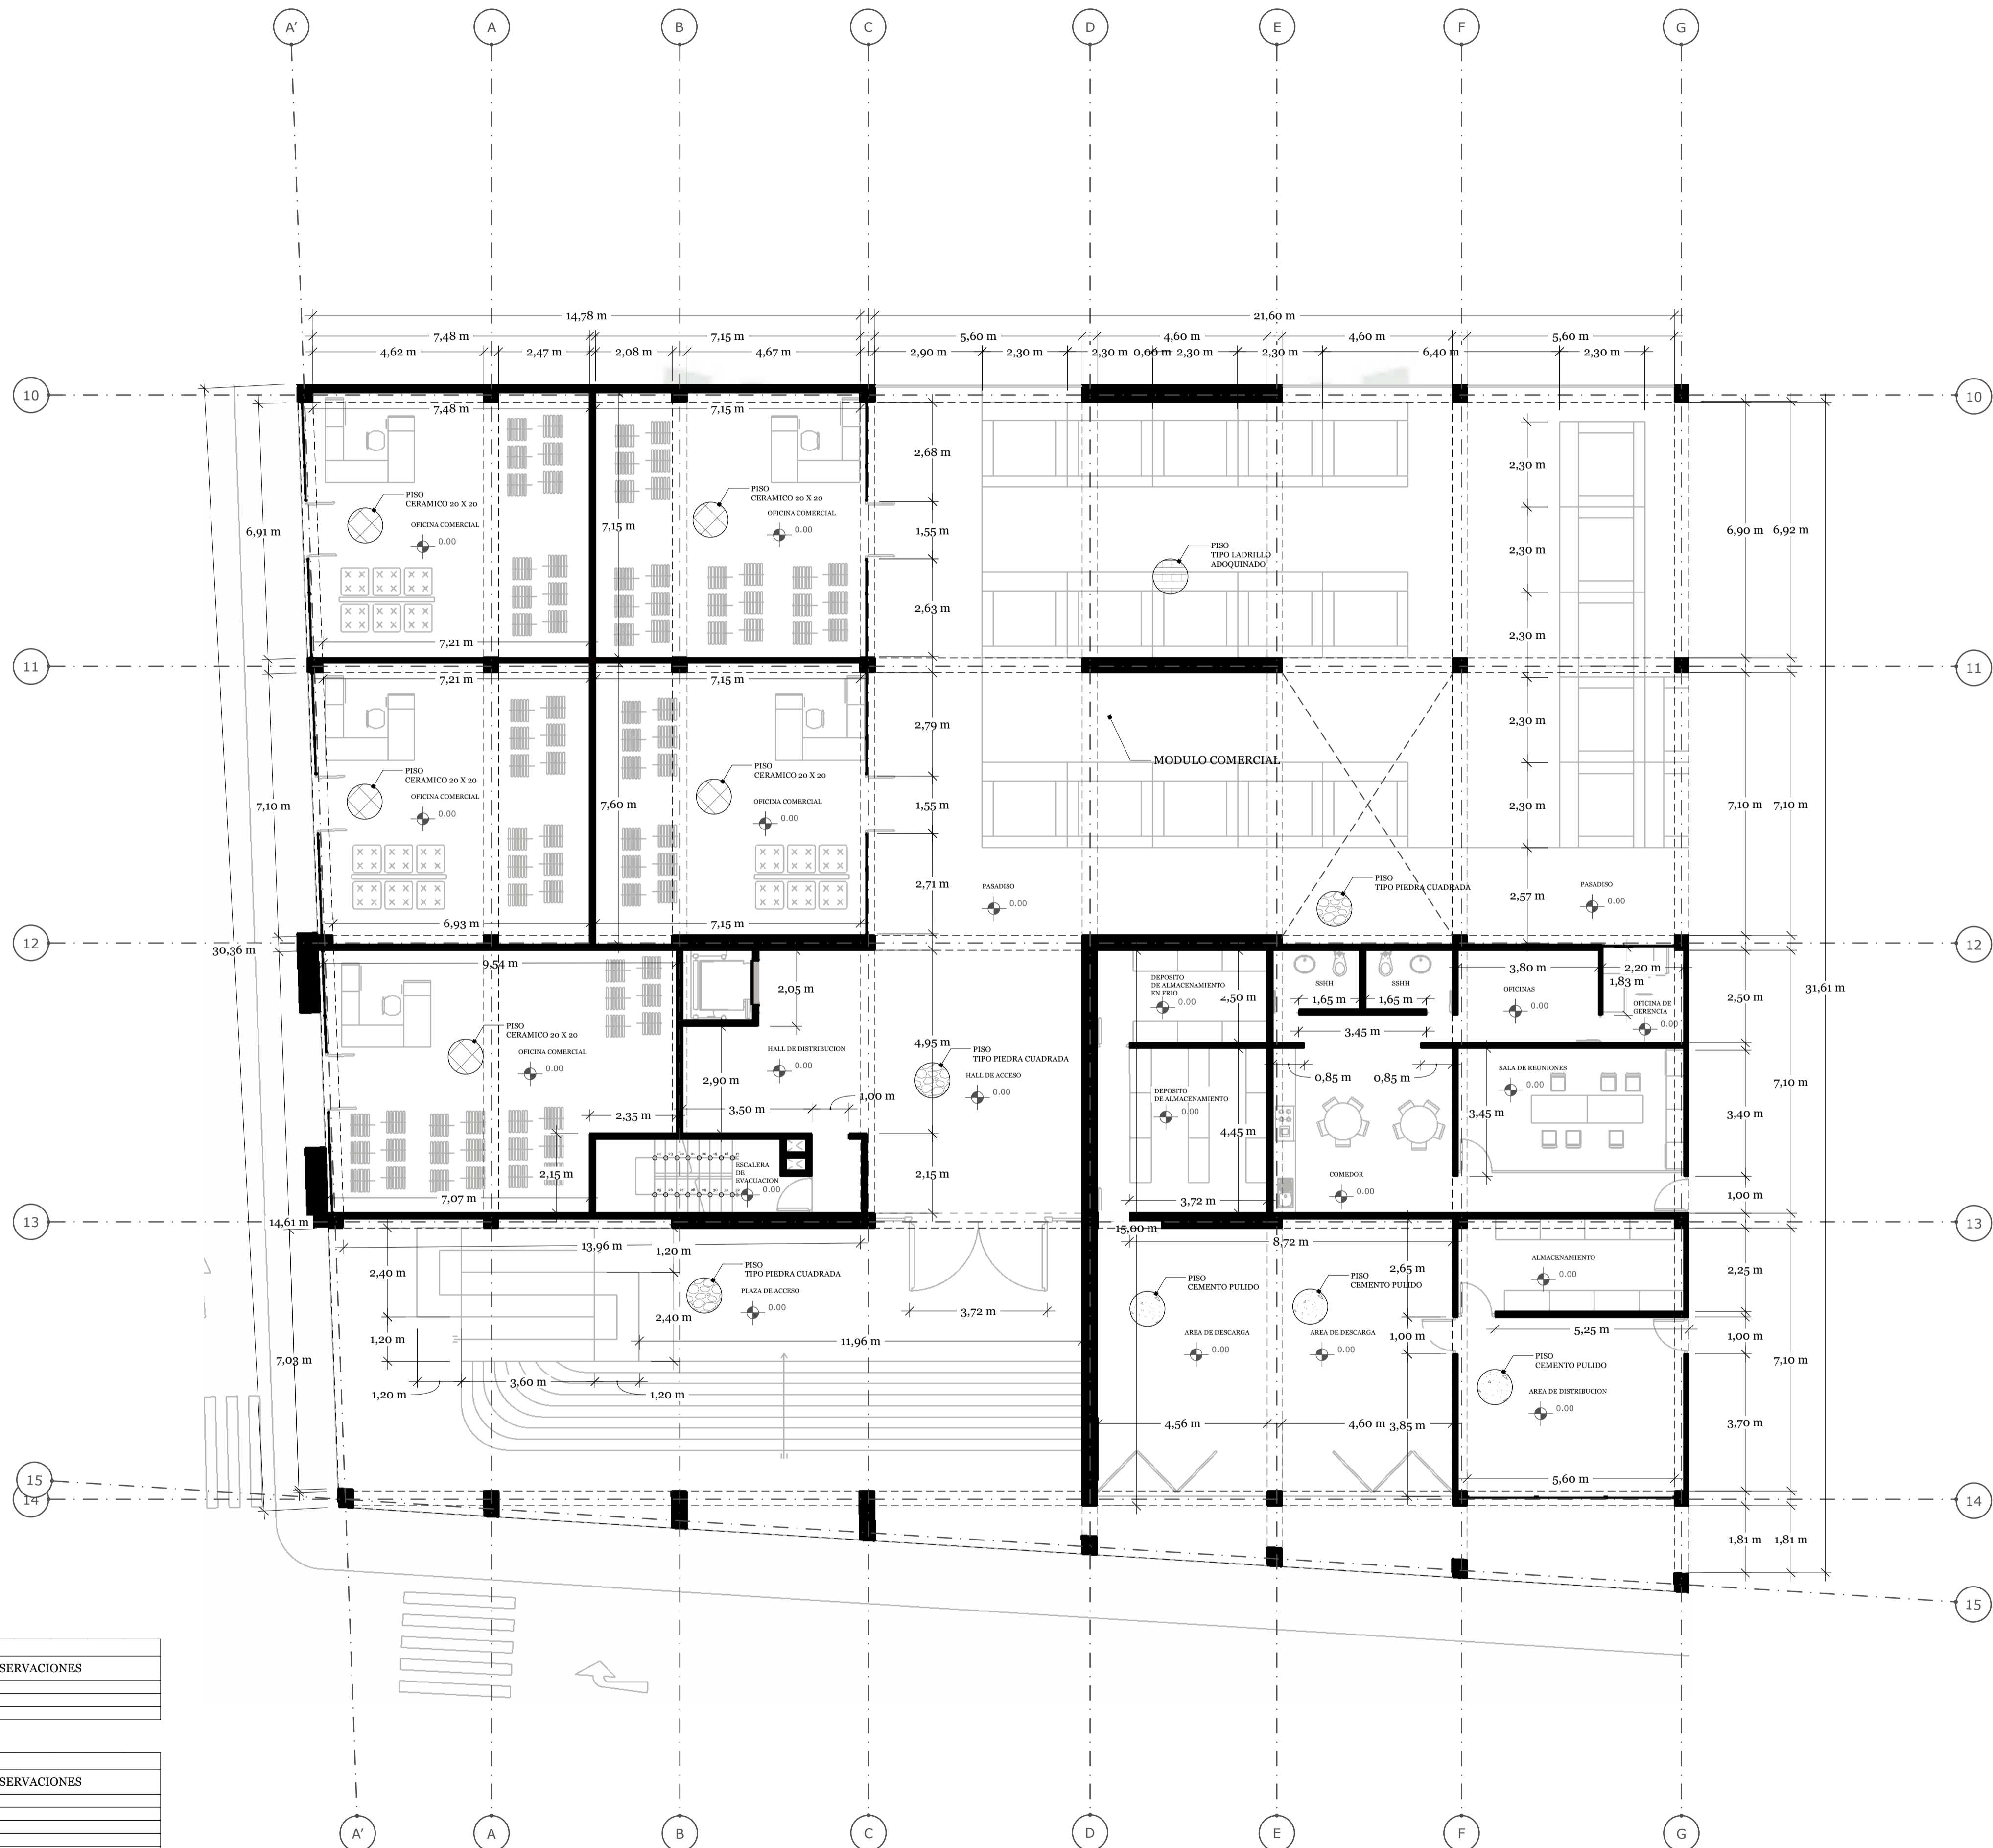 A' A B C D E F G
14,78 m 21,60 m
7,48 m 7,15 m 5,60 m 4,60 m 4,60 m 5,60 m
4,62 m 2,47 m 2,08 m 4,67 m 2,90 m 2,30 m 2,30 m 0,00 m 2,30 m 2,30 m 6,40 m 2,30 m
10 10
7,48 m 7,15 m
2,68 m
2,30 m
PISO
CERAMICO 20 X 20
OFICINA COMERCIAL
0.00
PISO
CERAMICO 20 X 20
OFICINA COMERCIAL
0.00
6,91 m 7,15 m 1,55 m
PISO
TIPO LADRILLO
ADOQUINADO
2,30 m 6,90 m 6,92 m
2,63 m
2,30 m
7,21 m
11 11
7,21 m 7,15 m
2,79 m 2,30 m
MODULO COMERCIAL
PISO
CERAMICO 20 X 20
OFICINA COMERCIAL
0.00
PISO
CERAMICO 20 X 20
OFICINA COMERCIAL
0.00
7,10 m 7,60 m 1,55 m 2,30 m 7,10 m 7,10 m
2,71 m
PASADISO
0.00
PISO
TIPO PIEDRA CUADRADA
PASADISO
0.00
2,57 m
6,93 m 7,15 m
12 12
30,36 m
9,54 m
2,05 m
DEPOSITO
DE ALMACENAMIENTO
EN FRIO
0.00
2,50 m
SSHH SSHH
1,65 m 1,65 m
3,80 m 2,20 m
1,83 m
OFICINAS
0.00
OFICINA DE
GERENCIA
0.00
2,50 m
31,61 m
PISO
CERAMICO 20 X 20
OFICINA COMERCIAL
0.00
HALL DE DISTRIBUCION
0.00
4,95 m
PISO
TIPO PIEDRA CUADRADA
HALL DE ACCESO
0.00
3,45 m
0,85 m 0,85 m
SALA DE REUNIONES
0.00
7,10 m
2,90 m
2,35 m 3,50 m 1,00 m
DEPOSITO
DE ALMACENAMIENTO
0.00
4,45 m
3,45 m
3,40 m
2,15 m
ESCALERA
DE
EVACUACION
0.00
2,15 m
COMEDOR
0.00
3,72 m
1,00 m
7,07 m
13 13
14,61 m
15,00 m
8,72 m
13,96 m
1,20 m
2,40 m
PISO
TIPO PIEDRA CUADRADA
PLAZA DE ACCESO
0.00
2,40 m
3,72 m
PISO
CEMENTO PULIDO
PISO
CEMENTO PULIDO
2,65 m
ALMACENAMIENTO
0.00
2,25 m
1,20 m
11,96 m
AREA DE DESCARGA
0.00
AREA DE DESCARGA
0.00
1,00 m
5,25 m
1,00 m
7,10 m
7,03 m
1,20 m 3,60 m 1,20 m
PISO
CEMENTO PULIDO
AREA DE DISTRIBUCION
0.00
4,56 m 4,60 m 3,85 m
3,70 m
5,60 m
15
14 14
1,81 m 1,81 m
15
SERVACIONES
SERVACIONES
A' A B C D E F G